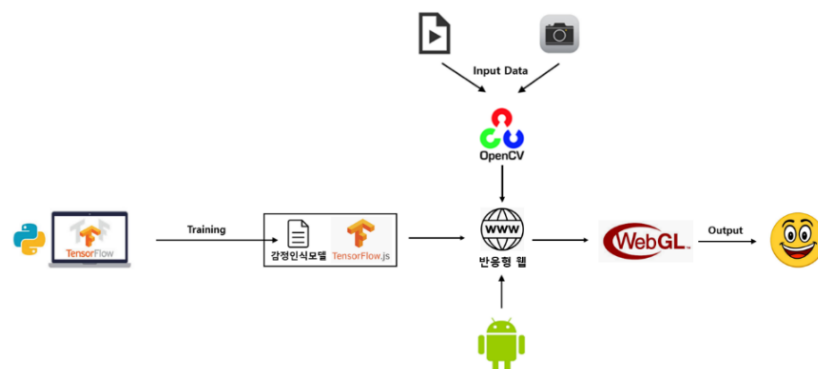 Input Data
OpenCV
TensorFlow
Training
감정인식모델
TensorFlow.js
WWW
반응형 웹
WebGL™
Output